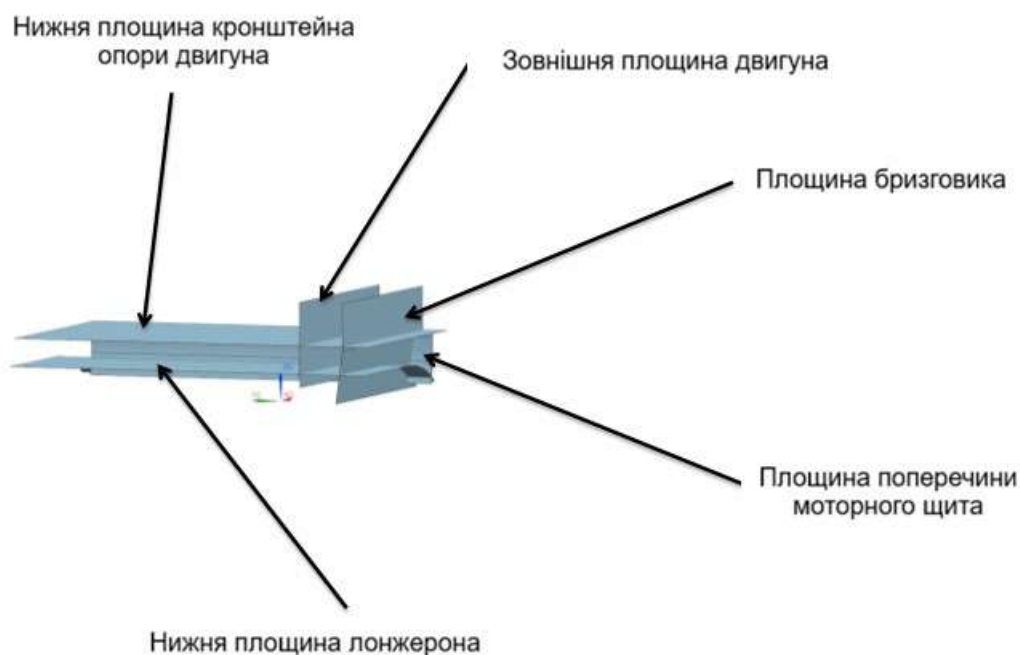 Нижня площина кронштейна
опори двигуна
Зовнішня площина двигуна
Площина бризговика
Площина поперечини
моторного щита
Нижня площина лонжерона